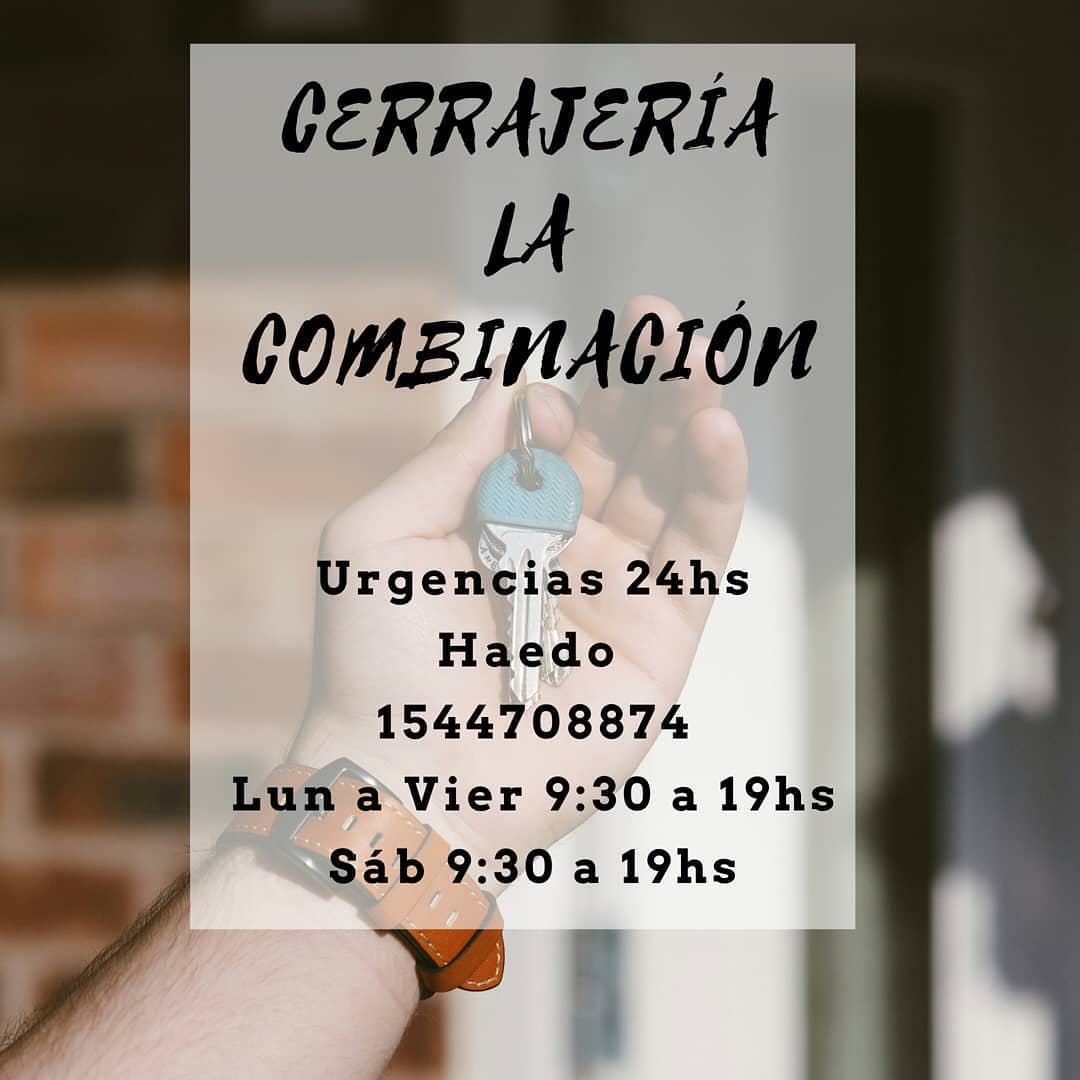 CERRAJERÍA
LA
COMBINACIÓN
Urgencias 24hs
Haedo
1544708874
Lun a Vier 9:30 a 19hs
Sáb 9:30 a 19hs